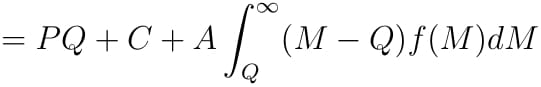 = PQ + C + A ∫_Q^∞ (M − Q) f(M)dM